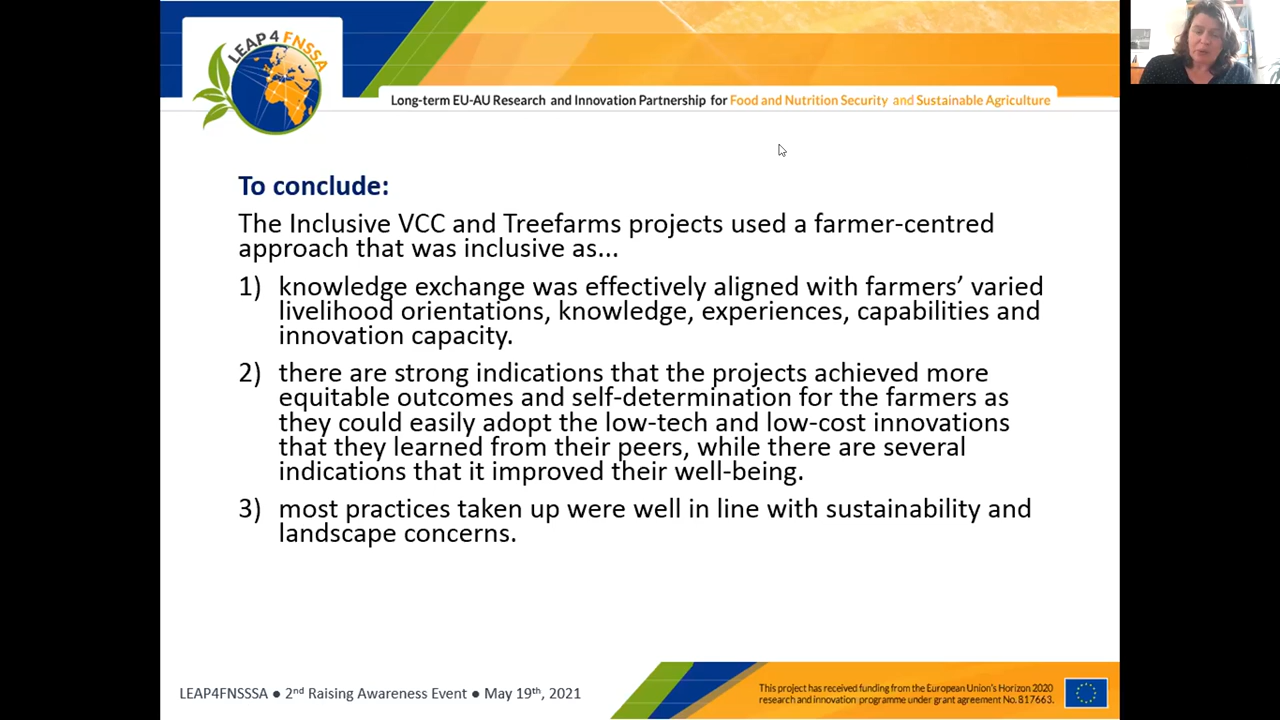 LEAP 4 FNSSA
Long-term EU-AU Research and Innovation Partnership for Food and Nutrition Security and Sustainable Agriculture
To conclude:
The Inclusive VCC and Treefarms projects used a farmer-centred
approach that was inclusive as...
1) knowledge exchange was effectively aligned with farmers’ varied
livelihood orientations, knowledge, experiences, capabilities and
innovation capacity.
2) there are strong indications that the projects achieved more
equitable outcomes and self-determination for the farmers as
they could easily adopt the low-tech and low-cost innovations
that they learned from their peers, while there are several
indications that it improved their well-being.
3) most practices taken up were well in line with sustainability and
landscape concerns.
LEAP4FNSSSA ● 2nd Raising Awareness Event ● May 19th, 2021
This project has received funding from the European Union's Horizon 2020
research and innovation programme under grant agreement No.817663.